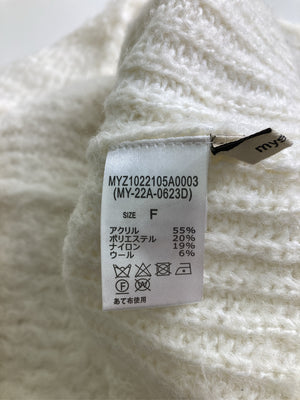 mye
MYZ1022105A0003
(MY-22A-0623D)
SIZE F
アクリル 55%
ポリエステル 20%
ナイロン 19%
ウール 6%
F W
あて布使用